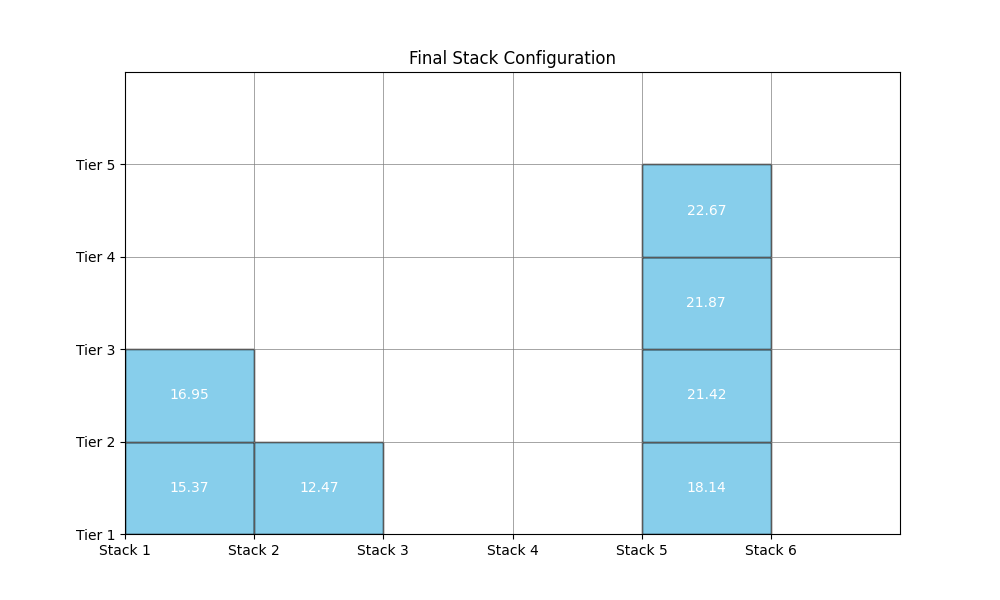 Final Stack Configuration
Tier 5
22.67
Tier 4
21.87
Tier 3
16.95
21.42
Tier 2
15.37
12.47
18.14
Tier 1
Stack 1
Stack 2
Stack 3
Stack 4
Stack 5
Stack 6